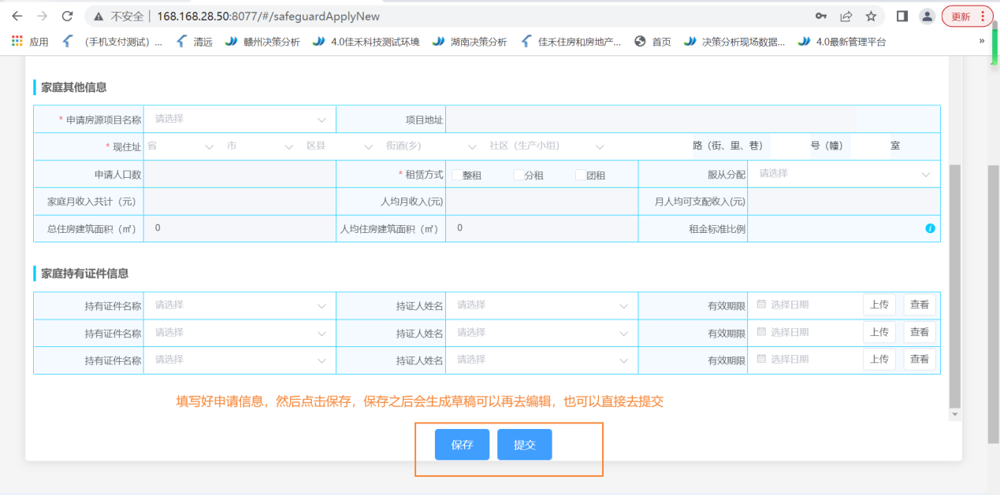 不安全 168.168.28.50:8077/#/safeguardApplyNew 更新
应用 (手机支付测试) ... 清远 赣州决策分析 4.0佳禾科技测试环境 湖南决策分析 佳禾住房和房地产... 首页 决策分析现场数据... 4.0最新管理平台 »
家庭其他信息
* 申请房源项目名称 请选择 项目地址
* 现住址 省 市 区县 街道(乡) 社区（生产小组) 路（街、里、巷） 号（幢） 室
申请人口数 * 租赁方式 整租 分租 团租 服从分配 请选择
家庭月收入共计（元） 人均月收入(元) 月人均可支配收入(元)
总住房建筑面积（㎡） 0 人均住房建筑面积（㎡） 0 租金标准比例
家庭持有证件信息
持有证件名称 请选择 持证人姓名 请选择 有效期限 选择日期 上传 查看
持有证件名称 请选择 持证人姓名 请选择 有效期限 选择日期 上传 查看
持有证件名称 请选择 持证人姓名 请选择 有效期限 选择日期 上传 查看
填写好申请信息，然后点击保存，保存之后会生成草稿可以再去编辑，也可以直接去提交
保存 提交